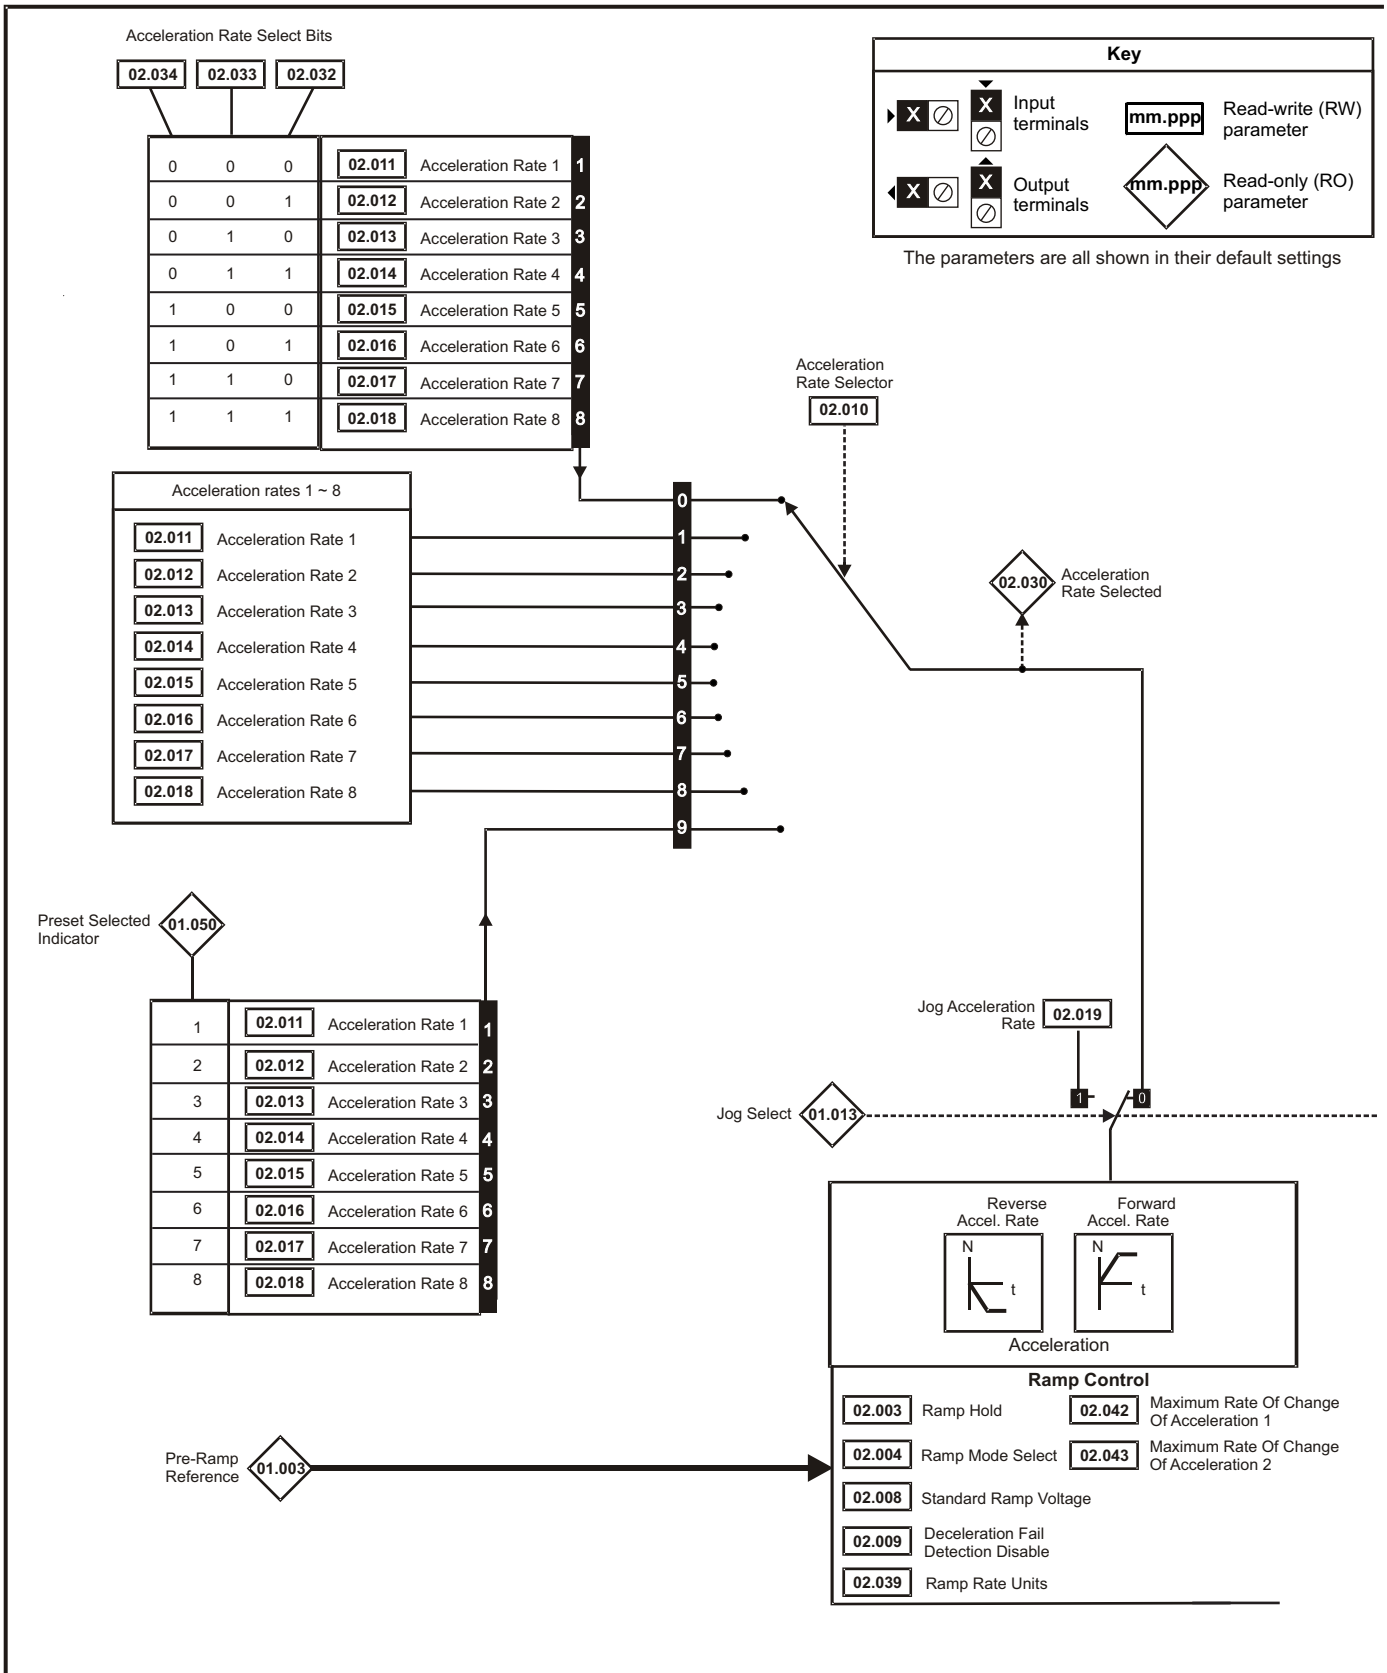 Acceleration Rate Select Bits
02.034 02.033 02.032
0 0 0 02.011 Acceleration Rate 1 1
0 0 1 02.012 Acceleration Rate 2 2
0 1 0 02.013 Acceleration Rate 3 3
0 1 1 02.014 Acceleration Rate 4 4
1 0 0 02.015 Acceleration Rate 5 5
1 0 1 02.016 Acceleration Rate 6 6
1 1 0 02.017 Acceleration Rate 7 7
1 1 1 02.018 Acceleration Rate 8 8
Key
X
X
Input
terminals
mm.ppp
Read-write (RW)
parameter
X
X
Output
terminals
mm.ppp
Read-only (RO)
parameter
The parameters are all shown in their default settings
Acceleration
Rate Selector
02.010
Acceleration rates 1 ~ 8
02.011 Acceleration Rate 1
02.012 Acceleration Rate 2
02.013 Acceleration Rate 3
02.014 Acceleration Rate 4
02.015 Acceleration Rate 5
02.016 Acceleration Rate 6
02.017 Acceleration Rate 7
02.018 Acceleration Rate 8
0
1
2
3
4
5
6
7
8
9
02.030
Acceleration
Rate Selected
Preset Selected
Indicator
01.050
1 02.011 Acceleration Rate 1 1
2 02.012 Acceleration Rate 2 2
3 02.013 Acceleration Rate 3 3
4 02.014 Acceleration Rate 4 4
5 02.015 Acceleration Rate 5 5
6 02.016 Acceleration Rate 6 6
7 02.017 Acceleration Rate 7 7
8 02.018 Acceleration Rate 8 8
Jog Acceleration
Rate
02.019
1 0
Jog Select 01.013
Reverse
Accel. Rate
N
t
Forward
Accel. Rate
N
t
Acceleration
Ramp Control
02.003 Ramp Hold
02.042
Maximum Rate Of Change
Of Acceleration 1
02.004 Ramp Mode Select
02.043
Maximum Rate Of Change
Of Acceleration 2
02.008 Standard Ramp Voltage
02.009
Deceleration Fail
Detection Disable
02.039 Ramp Rate Units
Pre-Ramp
Reference
01.003